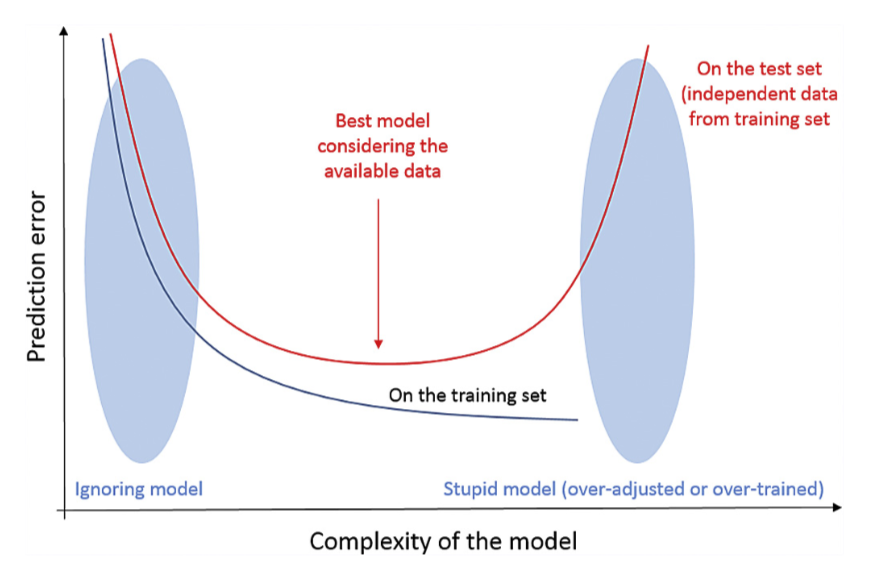 On the test set
(independent data
from training set
Best model
considering the
available data
Prediction error
On the training set
Ignoring model
Stupid model (over-adjusted or over-trained)
Complexity of the model